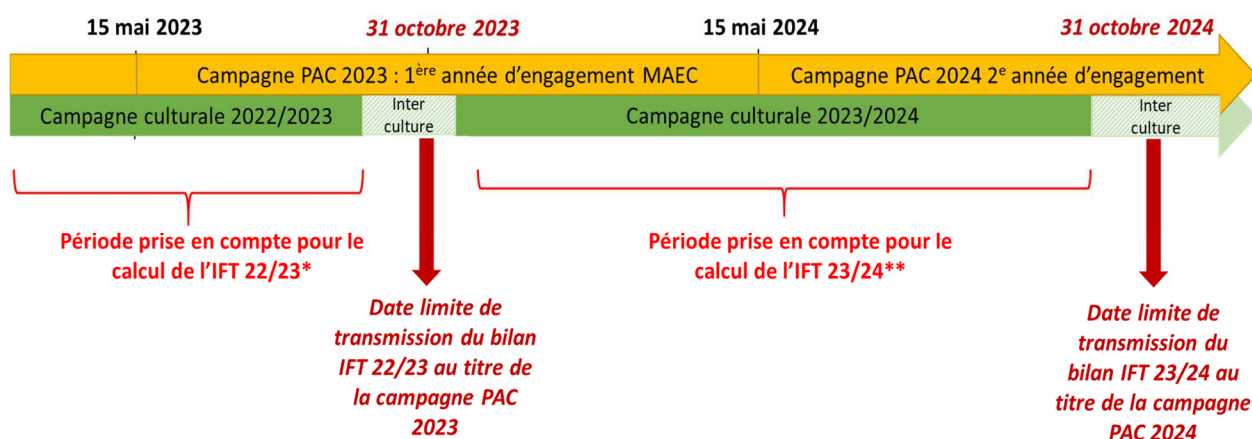 15 mai 2023
31 octobre 2023
15 mai 2024
31 octobre 2024
Campagne PAC 2023 : 1ère année d’engagement MAEC
Campagne PAC 2024 2e année d’engagement
Campagne culturale 2022/2023
Inter
culture
Campagne culturale 2023/2024
Inter
culture
Période prise en compte pour le
calcul de l’IFT 22/23*
Période prise en compte pour le
calcul de l’IFT 23/24**
Date limite de
transmission du bilan
IFT 22/23 au titre de
la campagne PAC
2023
Date limite de
transmission du
bilan IFT 23/24 au
titre de la campagne
PAC 2024